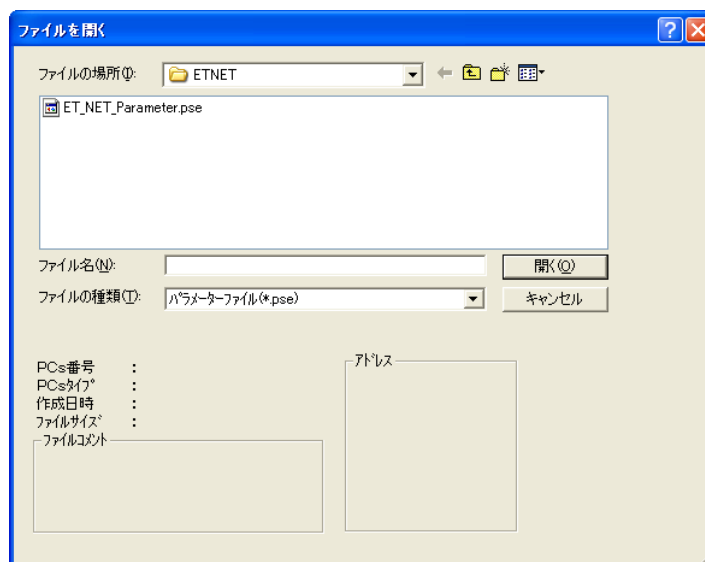 ファイルを開く
ファイルの場所(I):
ETNET
ET_NET_Parameter.pse
ファイル名(N):
開く(O)
ファイルの種類(T):
パラメーターファイル(*.pse)
キャンセル
PCs番号 :
PCsタイプ :
作成日時 :
ファイルサイズ :
ファイルコメント
アドレス